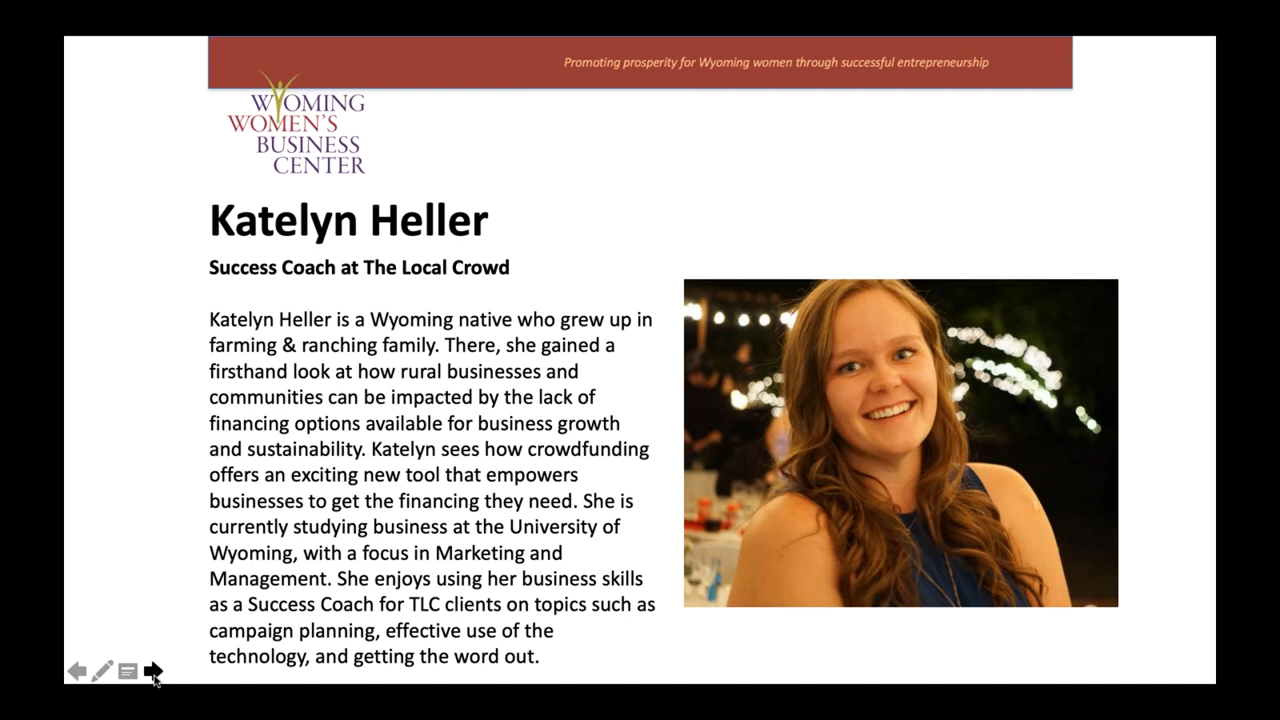 Promoting prosperity for Wyoming women through successful entrepreneurship
WYOMING
WOMEN'S
BUSINESS
CENTER
Katelyn Heller
Success Coach at The Local Crowd
Katelyn Heller is a Wyoming native who grew up in
farming & ranching family. There, she gained a
firsthand look at how rural businesses and
communities can be impacted by the lack of
financing options available for business growth
and sustainability. Katelyn sees how crowdfunding
offers an exciting new tool that empowers
businesses to get the financing they need. She is
currently studying business at the University of
Wyoming, with a focus in Marketing and
Management. She enjoys using her business skills
as a Success Coach for TLC clients on topics such as
campaign planning, effective use of the
technology, and getting the word out.